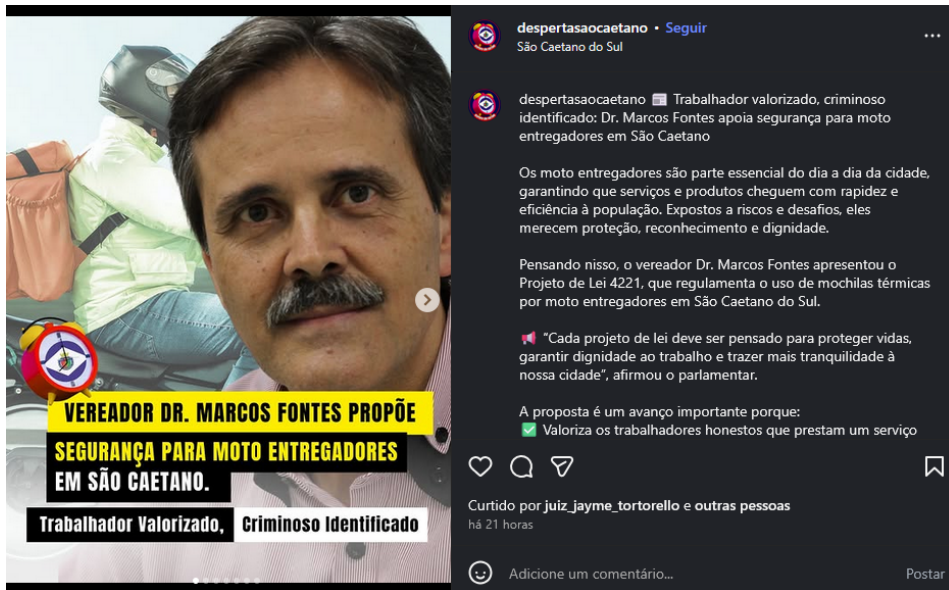 VEREADOR DR. MARCOS FONTES PROPÕE
SEGURANÇA PARA MOTO ENTREGADORES
EM SÃO CAETANO.
Trabalhador Valorizado, Criminoso Identificado
despertasaocaetano • Seguir
São Caetano do Sul
despertasaocaetano 📰 Trabalhador valorizado, criminoso
identificado: Dr. Marcos Fontes apoia segurança para moto
entregadores em São Caetano
Os moto entregadores são parte essencial do dia a dia da cidade,
garantindo que serviços e produtos cheguem com rapidez e
eficiência à população. Expostos a riscos e desafios, eles
merecem proteção, reconhecimento e dignidade.
Pensando nisso, o vereador Dr. Marcos Fontes apresentou o
Projeto de Lei 4221, que regulamenta o uso de mochilas térmicas
por moto entregadores em São Caetano do Sul.
📢 “Cada projeto de lei deve ser pensado para proteger vidas,
garantir dignidade ao trabalho e trazer mais tranquilidade à
nossa cidade”, afirmou o parlamentar.
A proposta é um avanço importante porque:
✅ Valoriza os trabalhadores honestos que prestam um serviço
Curtido por juiz_jayme_tortorello e outras pessoas
há 21 horas
Adicione um comentário...
Postar